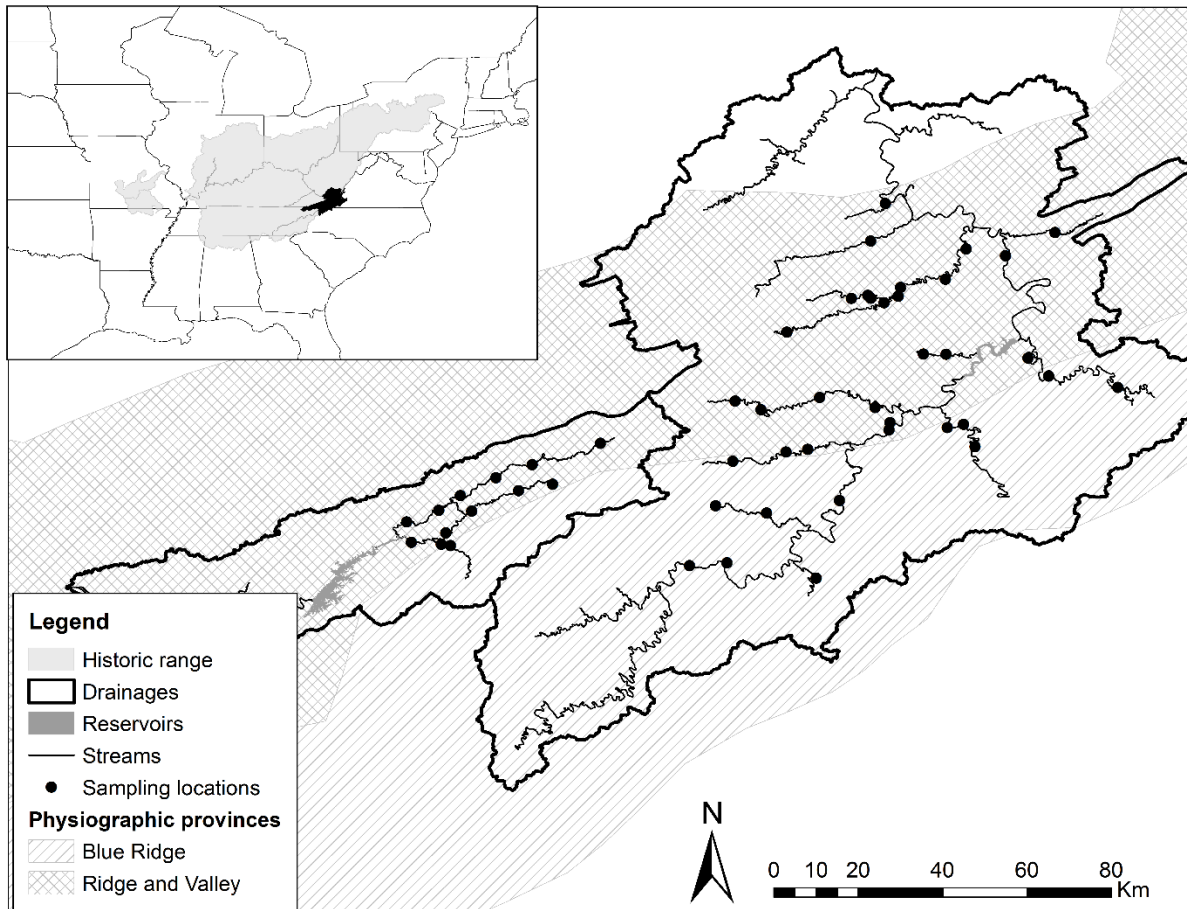 Legend
Historic range
Drainages
Reservoirs
Streams
Sampling locations
Physiographic provinces
Blue Ridge
Ridge and Valley
N
0 10 20 40 60 80
Km